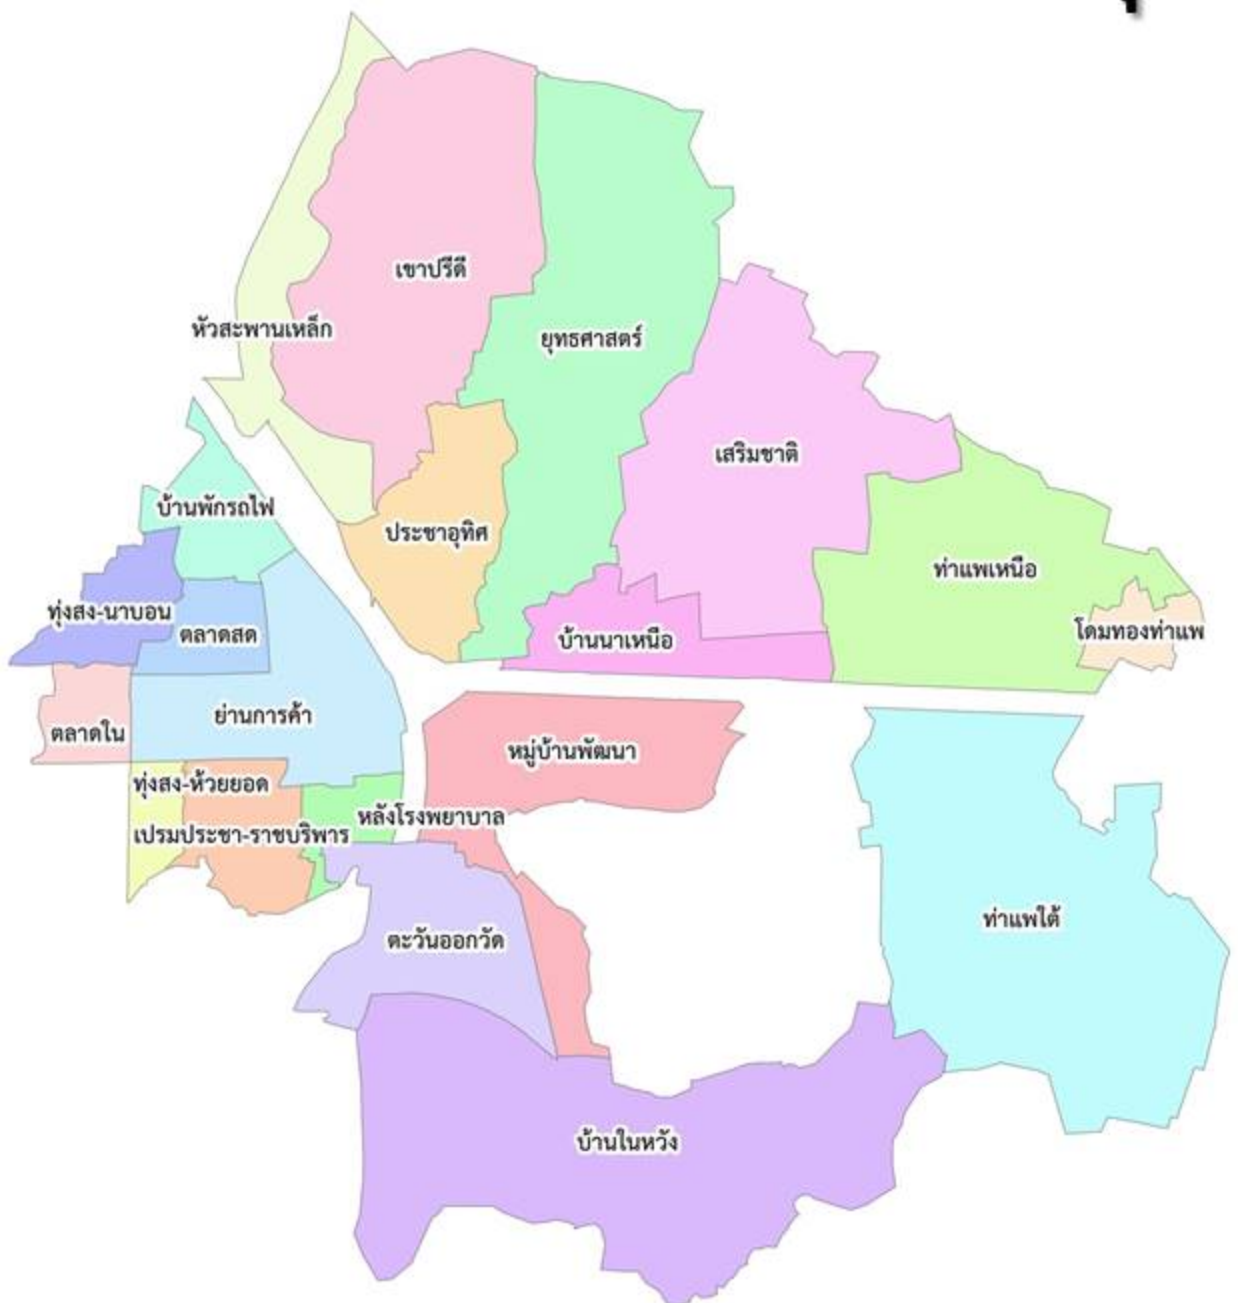 เขาปรีดี
หัวสะพานเหล็ก
ยุทธศาสตร์
เสริมชาติ
บ้านพักรถไฟ
ประชาอุทิศ
ท่าแพเหนือ
ทุ่งสง-นาบอน
ตลาดสด
บ้านนาเหนือ
โดมทองท่าแพ
ย่านการค้า
ตลาดใน
หมู่บ้านพัฒนา
ทุ่งสง-ห้วยยอด
หลังโรงพยาบาล
เปรมประชา-ราชบริพาร
ท่าแพใต้
ตะวันออกวัด
บ้านในหวัง